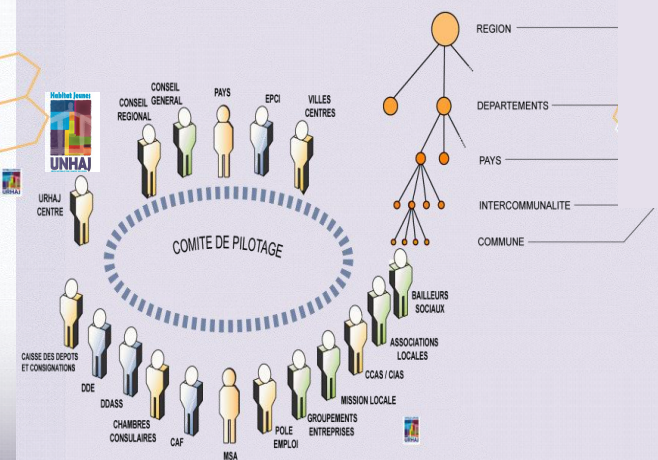 Habitat Jeunes
UNHAJ
URHAJ
CONSEIL
REGIONAL
CONSEIL
GENERAL
PAYS
EPCI
VILLES
CENTRES
REGION
DEPARTEMENTS
PAYS
INTERCOMMUNALITE
COMMUNE
URHAJ
CENTRE
COMITE DE PILOTAGE
BAILLEURS
SOCIAUX
ASSOCIATIONS
LOCALES
CCAS / CIAS
MISSION LOCALE
GROUPEMENTS
ENTREPRISES
POLE
EMPLOI
MSA
CAF
CHAMBRES
CONSULAIRES
DDASS
DDE
CAISSE DES DEPOTS
ET CONSIGNATIONS